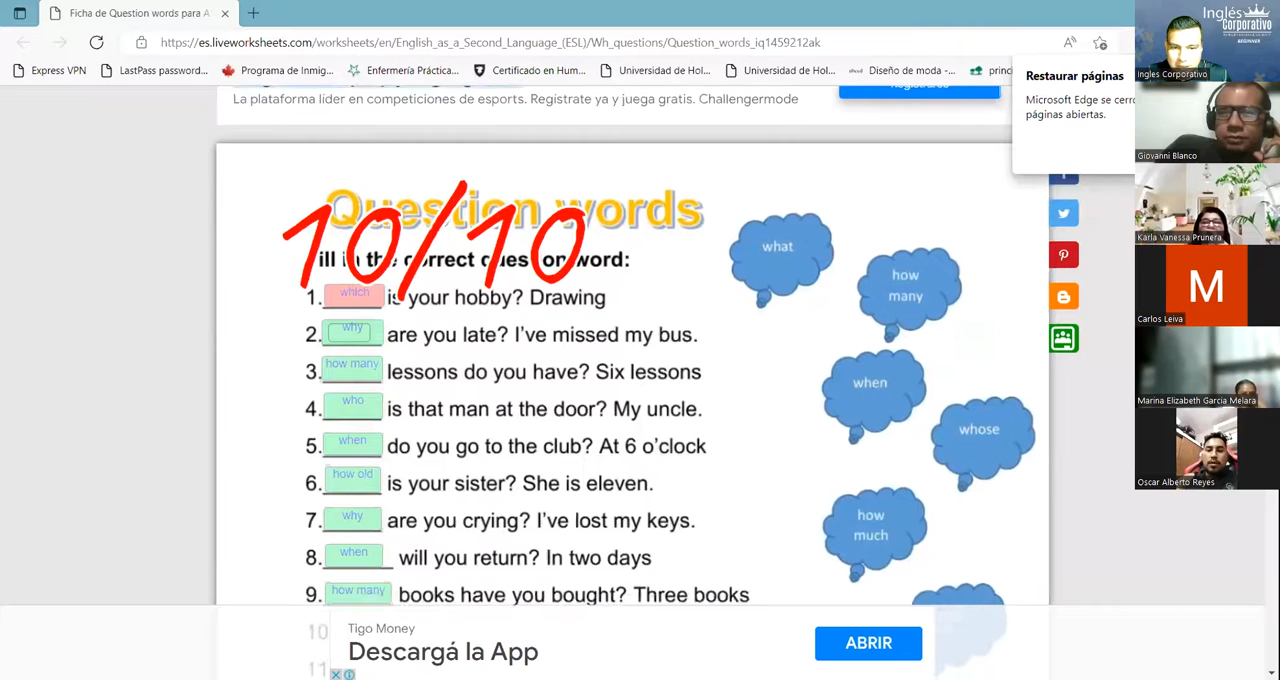 Ficha de Question words para A
https://es.liveworksheets.com/worksheets/en/English_as_a_Second_Language_(ESL)/Wh_questions/Question_words_iq1459212ak
Express VPN
LastPass password...
Programa de Inmig...
Enfermería Práctica...
Certificado en Hum...
Universidad de Hol...
Universidad de Hol...
Diseño de moda -...
princi
La plataforma líder en competiciones de esports. Registrate ya y juega gratis. Challengermode
Restaurar páginas
Microsoft Edge se cerró
páginas abiertas.
Inglés
Corporativo
BEGINNER
Ingles Corporativo
Giovanni Blanco
Karla Vanessa Prunera
M
Carlos Leiva
Marina Elizabeth Garcia Melara
Oscar Alberto Reyes
Question words
10/10
Fill in the correct question word:
1. which is your hobby? Drawing
2. why are you late? I've missed my bus.
3. how many lessons do you have? Six lessons
4. who is that man at the door? My uncle.
5. when do you go to the club? At 6 o'clock
6. how old is your sister? She is eleven.
7. why are you crying? I've lost my keys.
8. when will you return? In two days
9. how many books have you bought? Three books
10
11
what
how
many
when
whose
how
much
Tigo Money
Descargá la App
ABRIR